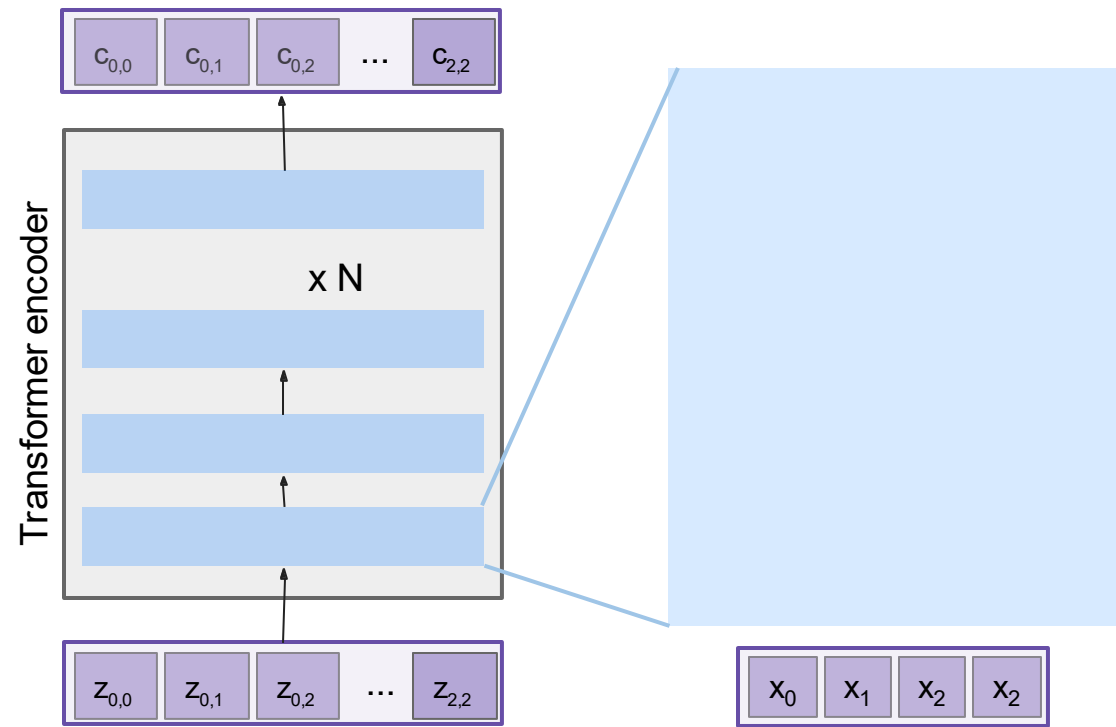 c0,0 c0,1 c0,2 ... c2,2
Transformer encoder
x N
z0,0 z0,1 z0,2 ... z2,2
x0 x1 x2 x2